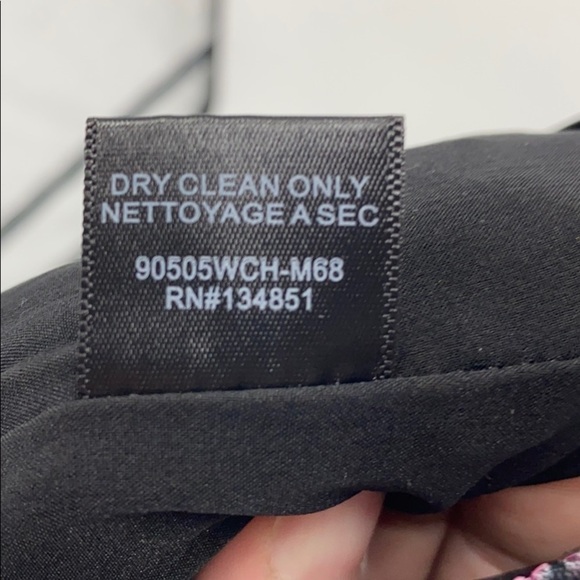 DRY CLEAN ONLY
NETTOYAGE A SEC
90505WCH-M68
RN#134851